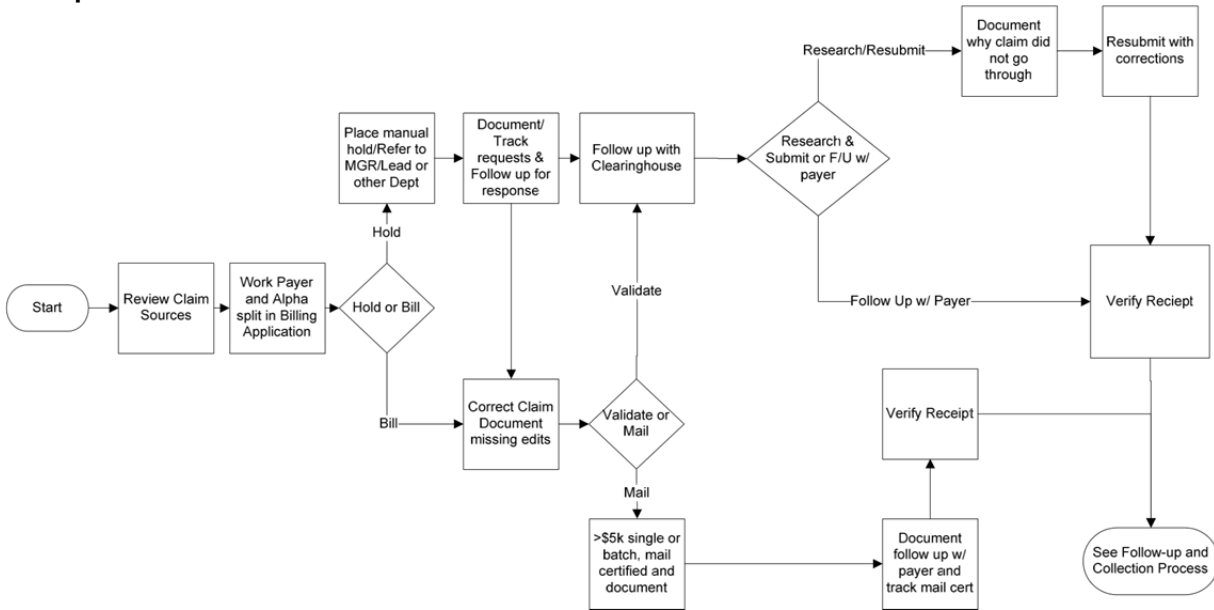 Document
why claim did
not go
through
Resubmit with
corrections
Research/Resubmit
Place manual
hold/Refer to
MGR/Lead or
other Dept
Document/
Track
requests &
Follow up for
response
Follow up with
Clearinghouse
Research &
Submit or F/U w/
payer
Hold
Start
Review Claim
Sources
Work Payer
and Alpha
split in Billing
Application
Hold or Bill
Validate
Follow Up w/ Payer
Verify Reciept
Bill
Correct Claim
Document
missing edits
Validate or
Mail
Verify Receipt
Mail
>$5k single or
batch, mail
certified and
document
Document
follow up w/
payer and
track mail cert
See Follow-up and
Collection Process